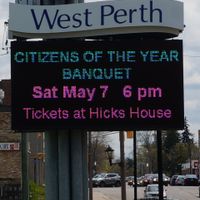 West Perth
CITIZENS OF THE YEAR
BANQUET
Sat May 7 6 pm
Tickets at Hicks House